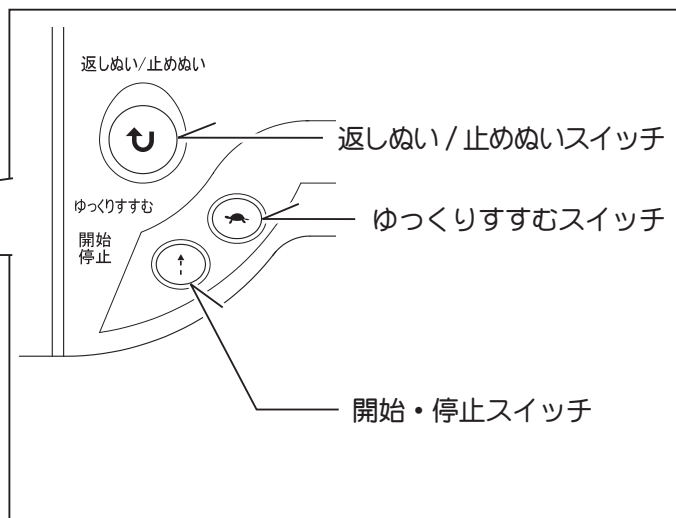 返しぬい/止めぬい
返しぬい/止めぬいスイッチ
ゆっくりすすむ
ゆっくりすすむスイッチ
開始
停止
開始・停止スイッチ